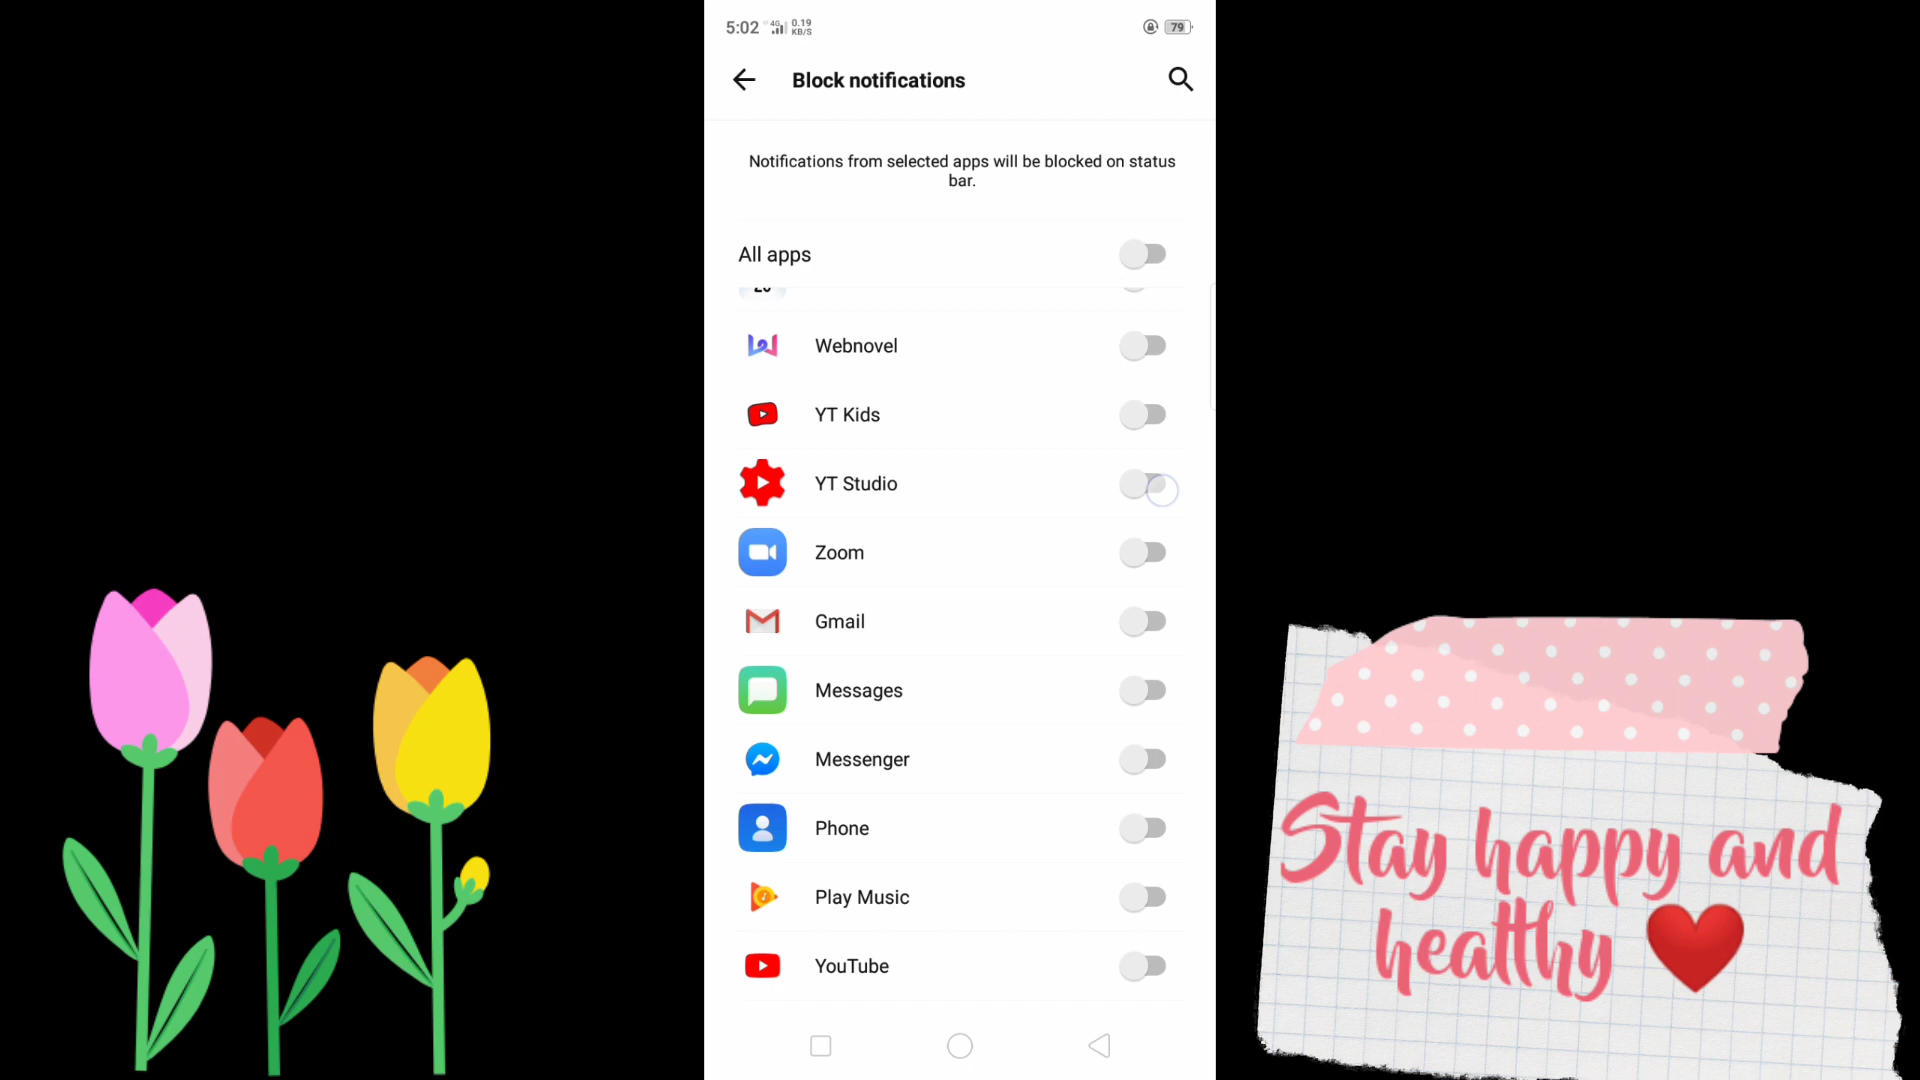 5:02 4G 0.19 KB/S 79
Block notifications
Notifications from selected apps will be blocked on status
bar.
All apps
Webnovel
YT Kids
YT Studio
Zoom
Gmail
Messages
Messenger
Phone
Play Music
YouTube
Stay happy and
healthy